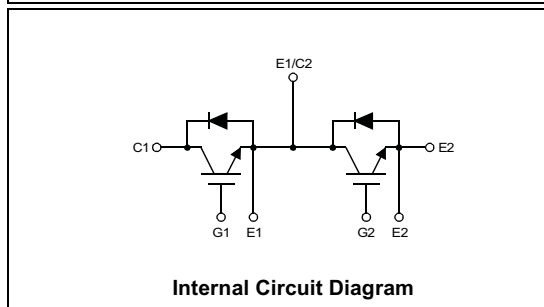 E1/C2
C1
E2
G1
E1
G2
E2
Internal Circuit Diagram